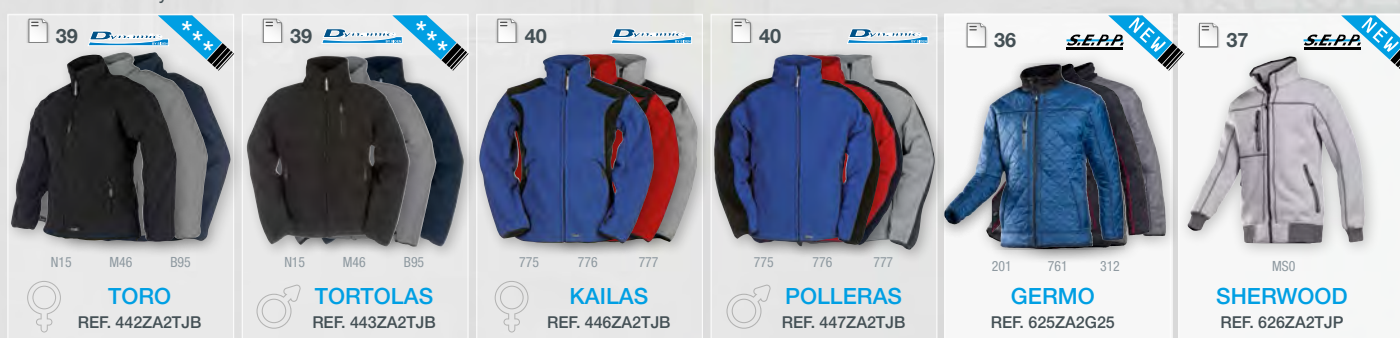 39 ***
N15 M46 B95
TORO
REF. 442ZA2TJB
39 ***
N15 M46 B95
TORTOLAS
REF. 443ZA2TJB
40
775 776 777
KAILAS
REF. 446ZA2TJB
40
775 776 777
POLLERAS
REF. 447ZA2TJB
36 S.E.P.P. NEW
201 761 312
GERMO
REF. 625ZA2G25
37 S.E.P.P. NEW
MS0
SHERWOOD
REF. 626ZA2TJP